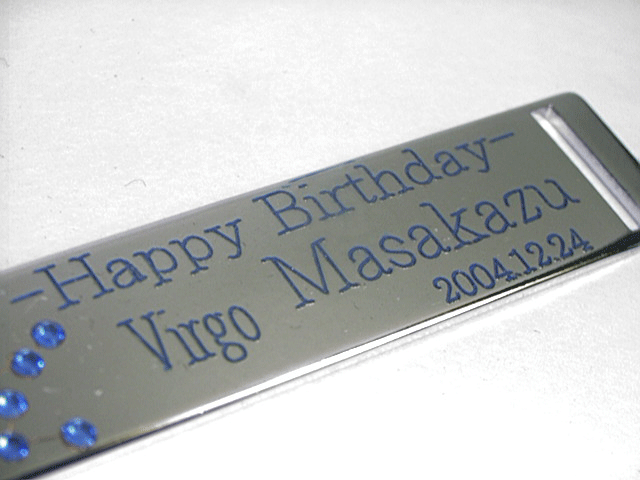 -Happy Birthday-
Virgo Masakazu
2004.12.24